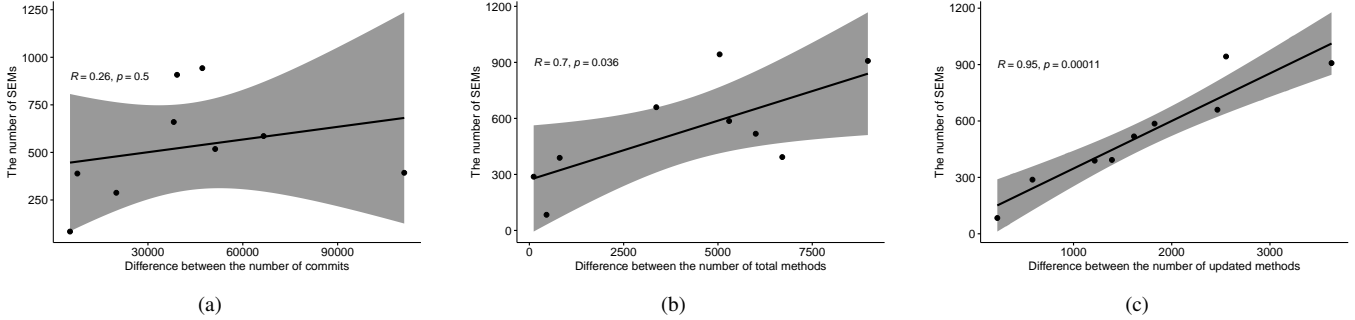 1250
1000
750
500
250
The number of SEMs
R = 0.26, p = 0.5
30000 60000 90000
Difference between the number of commits
(a)
1200
900
600
300
0
The number of SEMs
R = 0.7, p = 0.036
0 2500 5000 7500
Difference between the number of total methods
(b)
1200
900
600
300
0
The number of SEMs
R = 0.95, p = 0.00011
1000 2000 3000
Difference between the number of updated methods
(c)